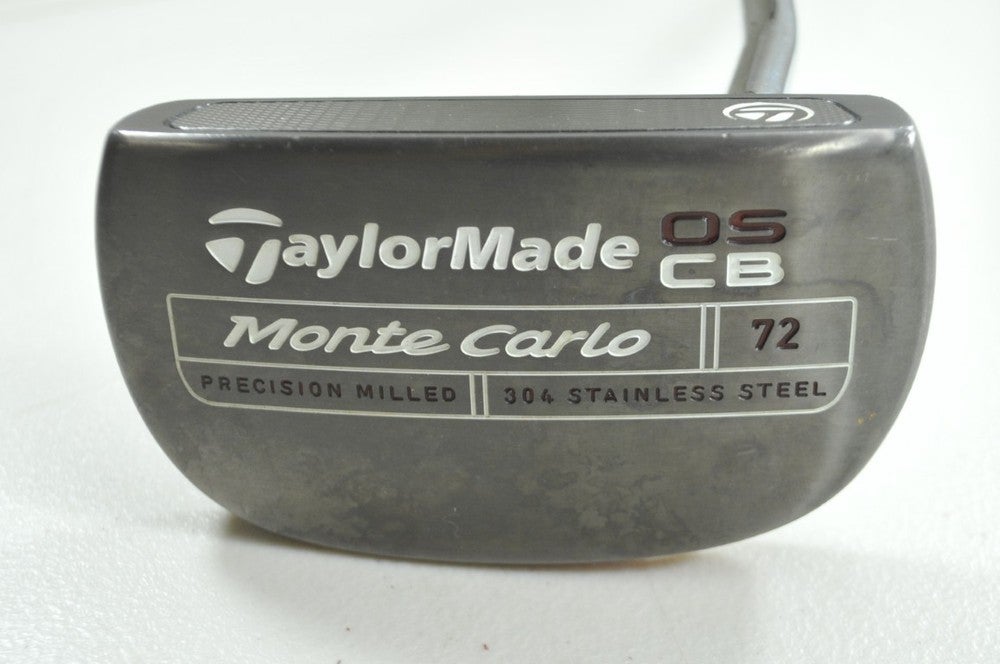 TaylorMade OS
CB
Monte Carlo 72
PRECISION MILLED 304 STAINLESS STEEL